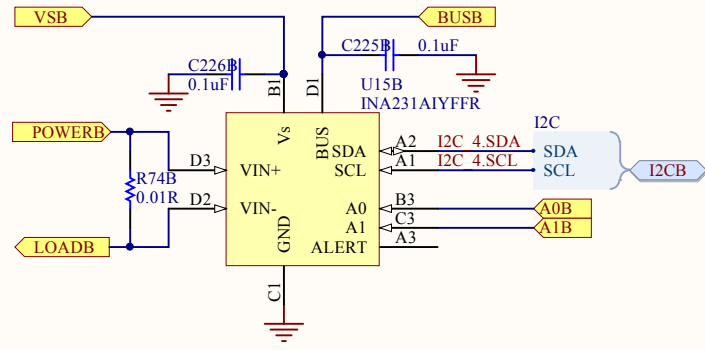 VSB
BUSB
C226B
0.1uF
B1
D1
C225B
0.1uF
U15B
INA231AIYFFR
POWERB
R74B
0.01R
LOADB
D3
D2
VIN+
VIN-
Vs
BUS
GND
C1
SDA
SCL
A0
A1
ALERT
A2
A1
B3
C3
A3
I2C_4.SDA
I2C_4.SCL
I2C
SDA
SCL
I2CB
A0B
A1B